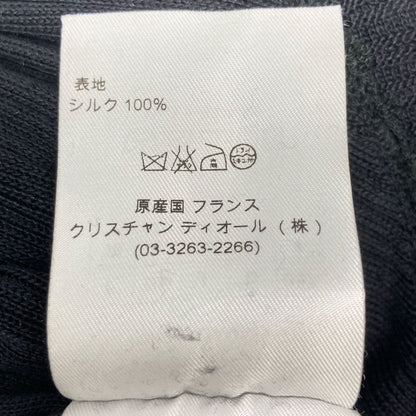 表地
シルク 100%
原産国 フランス
クリスチャン ディオール (株)
(03-3263-2266)